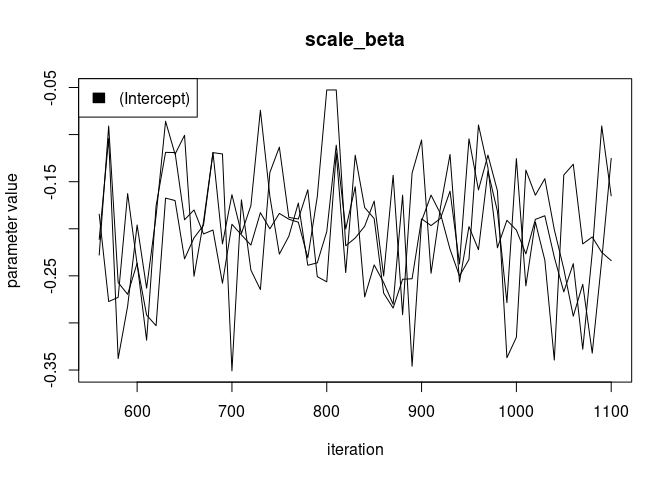 scale_beta
(Intercept)
parameter value
-0.05
-0.15
-0.25
-0.35
600 700 800 900 1000 1100
iteration